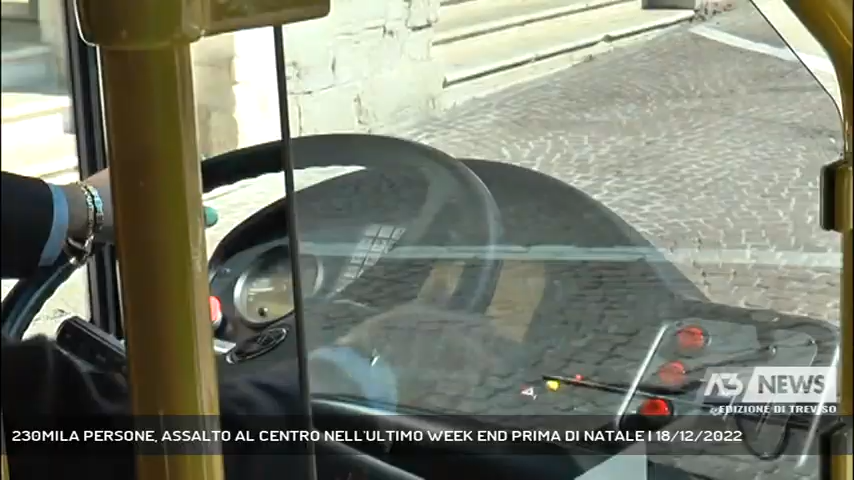 A3 NEWS
EDIZIONE DI TREVISO
230MILA PERSONE, ASSALTO AL CENTRO NELL'ULTIMO WEEK END PRIMA DI NATALE | 18/12/2022